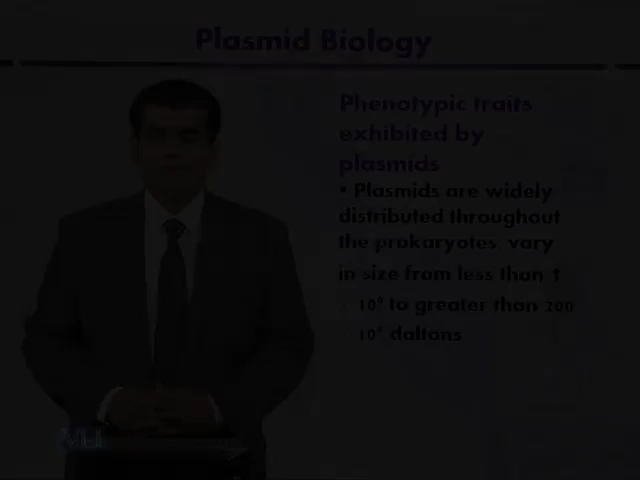 Plasmid Biology
Phenotypic traits
exhibited by
plasmids
• Plasmids are widely
distributed throughout
the prokaryotes, vary
in size from less than 1
10⁶ to greater than 200
10⁶ daltons